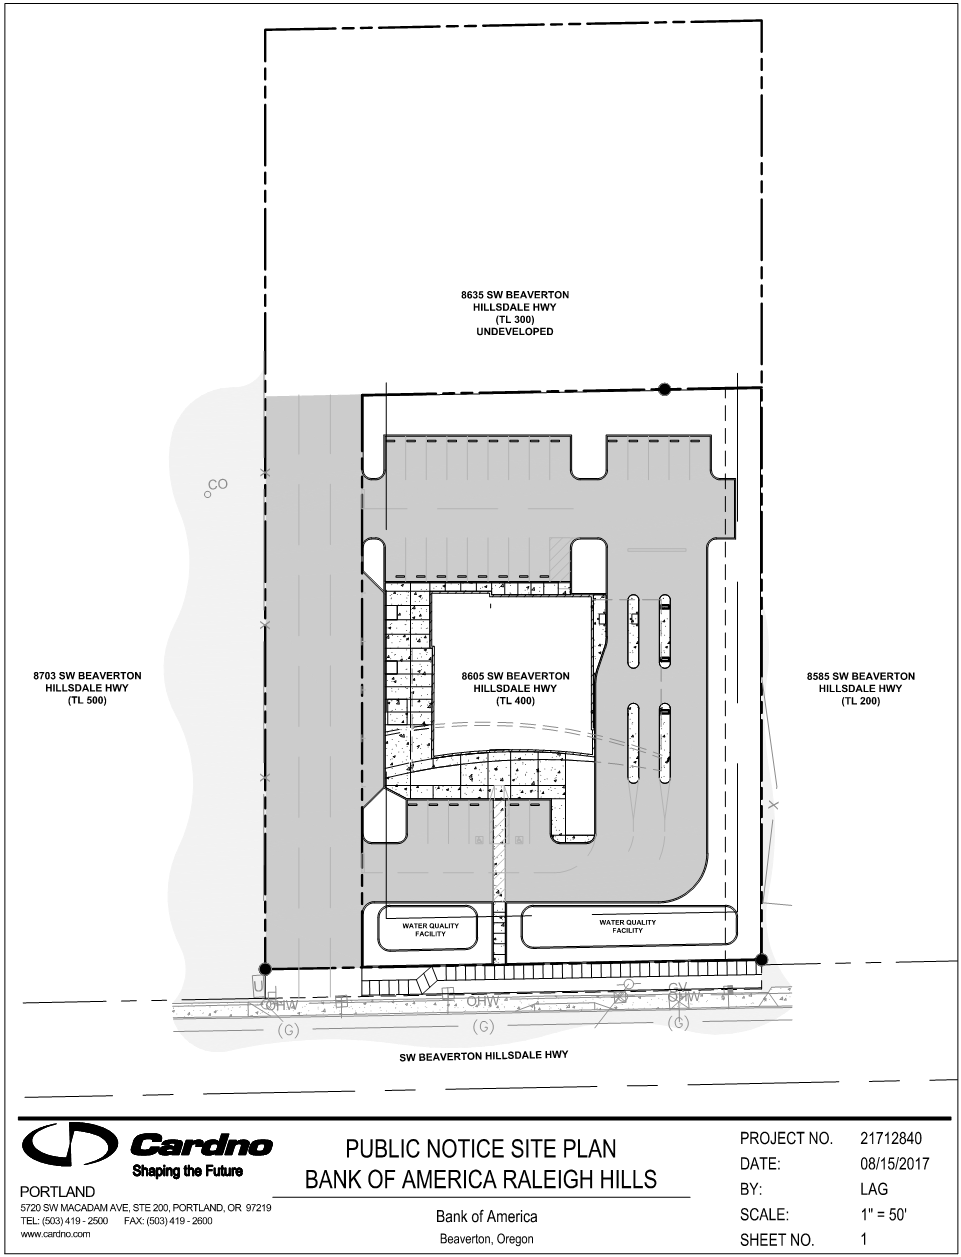 8635 SW BEAVERTON
HILLSDALE HWY
(TL 300)
UNDEVELOPED
CO
8703 SW BEAVERTON
HILLSDALE HWY
(TL 500)
8605 SW BEAVERTON
HILLSDALE HWY
(TL 400)
8585 SW BEAVERTON
HILLSDALE HWY
(TL 200)
WATER QUALITY
FACILITY
WATER QUALITY
FACILITY
OHW
OHW
GV
OHW
(G)
(G)
(G)
SW BEAVERTON HILLSDALE HWY
Cardno
Shaping the Future
PORTLAND
5720 SW MACADAM AVE, STE 200, PORTLAND, OR 97219
TEL: (503) 419 - 2500 FAX: (503) 419 - 2600
www.cardno.com
PUBLIC NOTICE SITE PLAN
BANK OF AMERICA RALEIGH HILLS
Bank of America
Beaverton, Oregon
PROJECT NO. 21712840
DATE: 08/15/2017
BY: LAG
SCALE: 1" = 50'
SHEET NO. 1